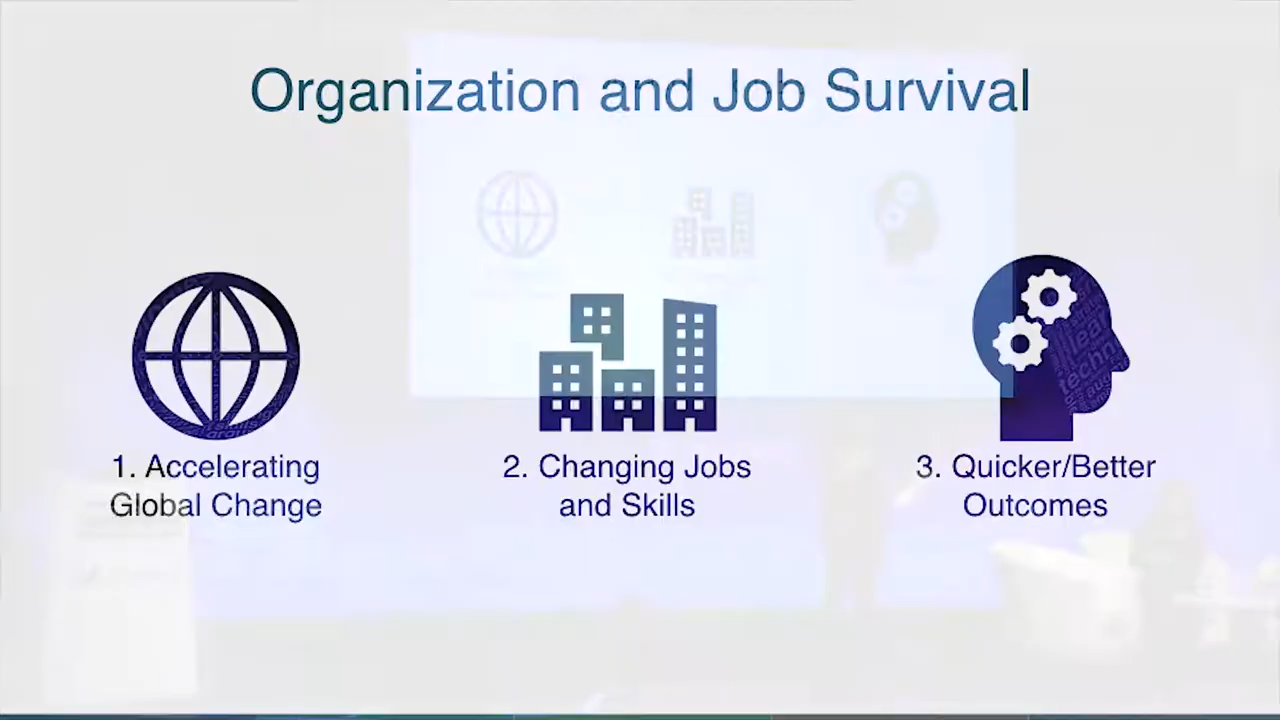 Organization and Job Survival
1. Accelerating
Global Change
2. Changing Jobs
and Skills
3. Quicker/Better
Outcomes